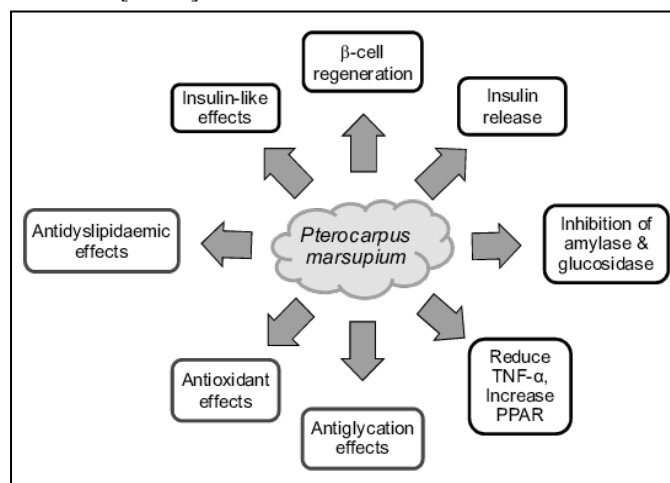 β-cell
regeneration
Insulin-like
effects
Insulin
release
Antidyslipidaemic
effects
Pterocarpus
marsupium
Inhibition of
amylase &
glucosidase
Antioxidant
effects
Antiglycation
effects
Reduce
TNF-α,
Increase
PPAR